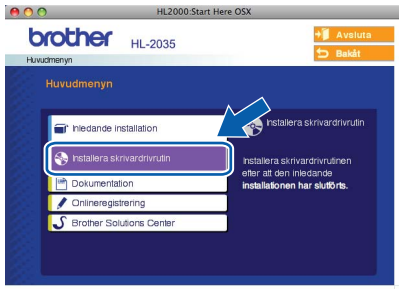 HL2000:Start Here OSX
brother HL-2035
Avsluta
Bakåt
Huvudmenyn
Huvudmenyn
Inledande installation
Installera skrivardrivrutin
Dokumentation
Onlineregistrering
Brother Solutions Center
Installera skrivardrivrutin
Installera skrivardrivrutinen
efter att den inledande
installationen har slutförts.